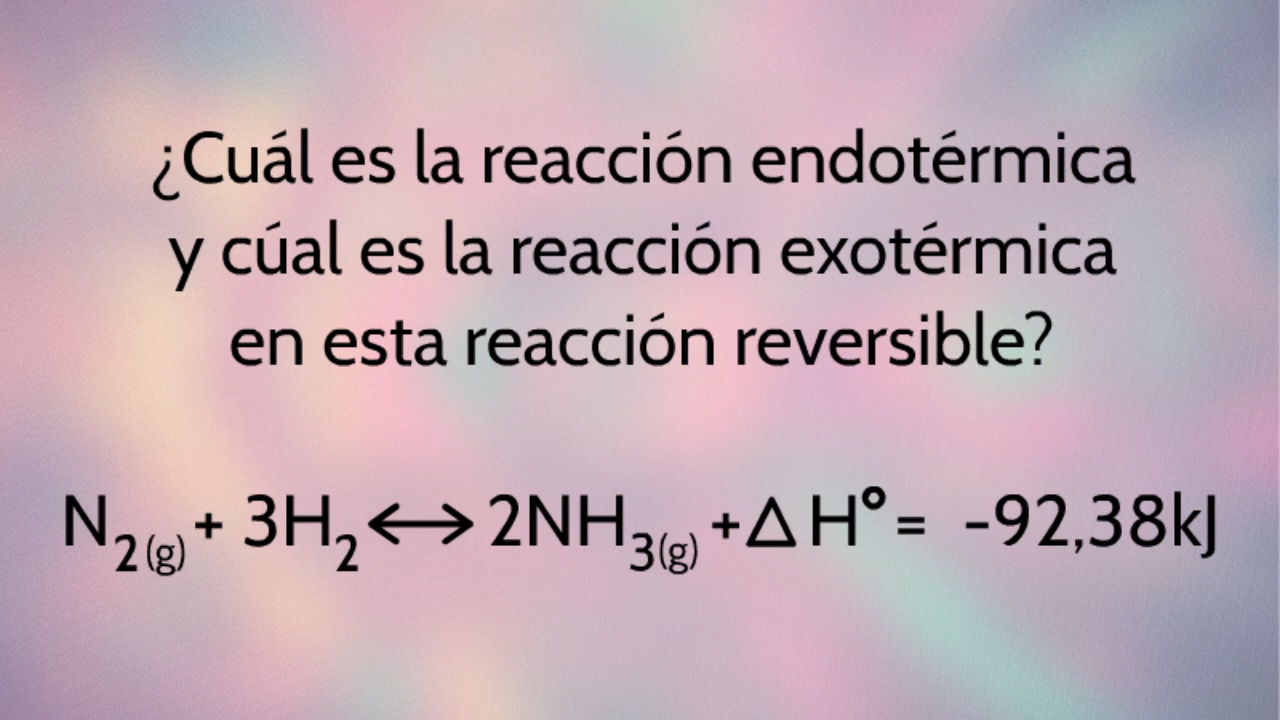 ¿Cuál es la reacción endotérmica
y cúal es la reacción exotérmica
en esta reacción reversible?
N₂(g) + 3H₂ ⟷ 2NH₃(g) + Δ H° = -92,38kJ